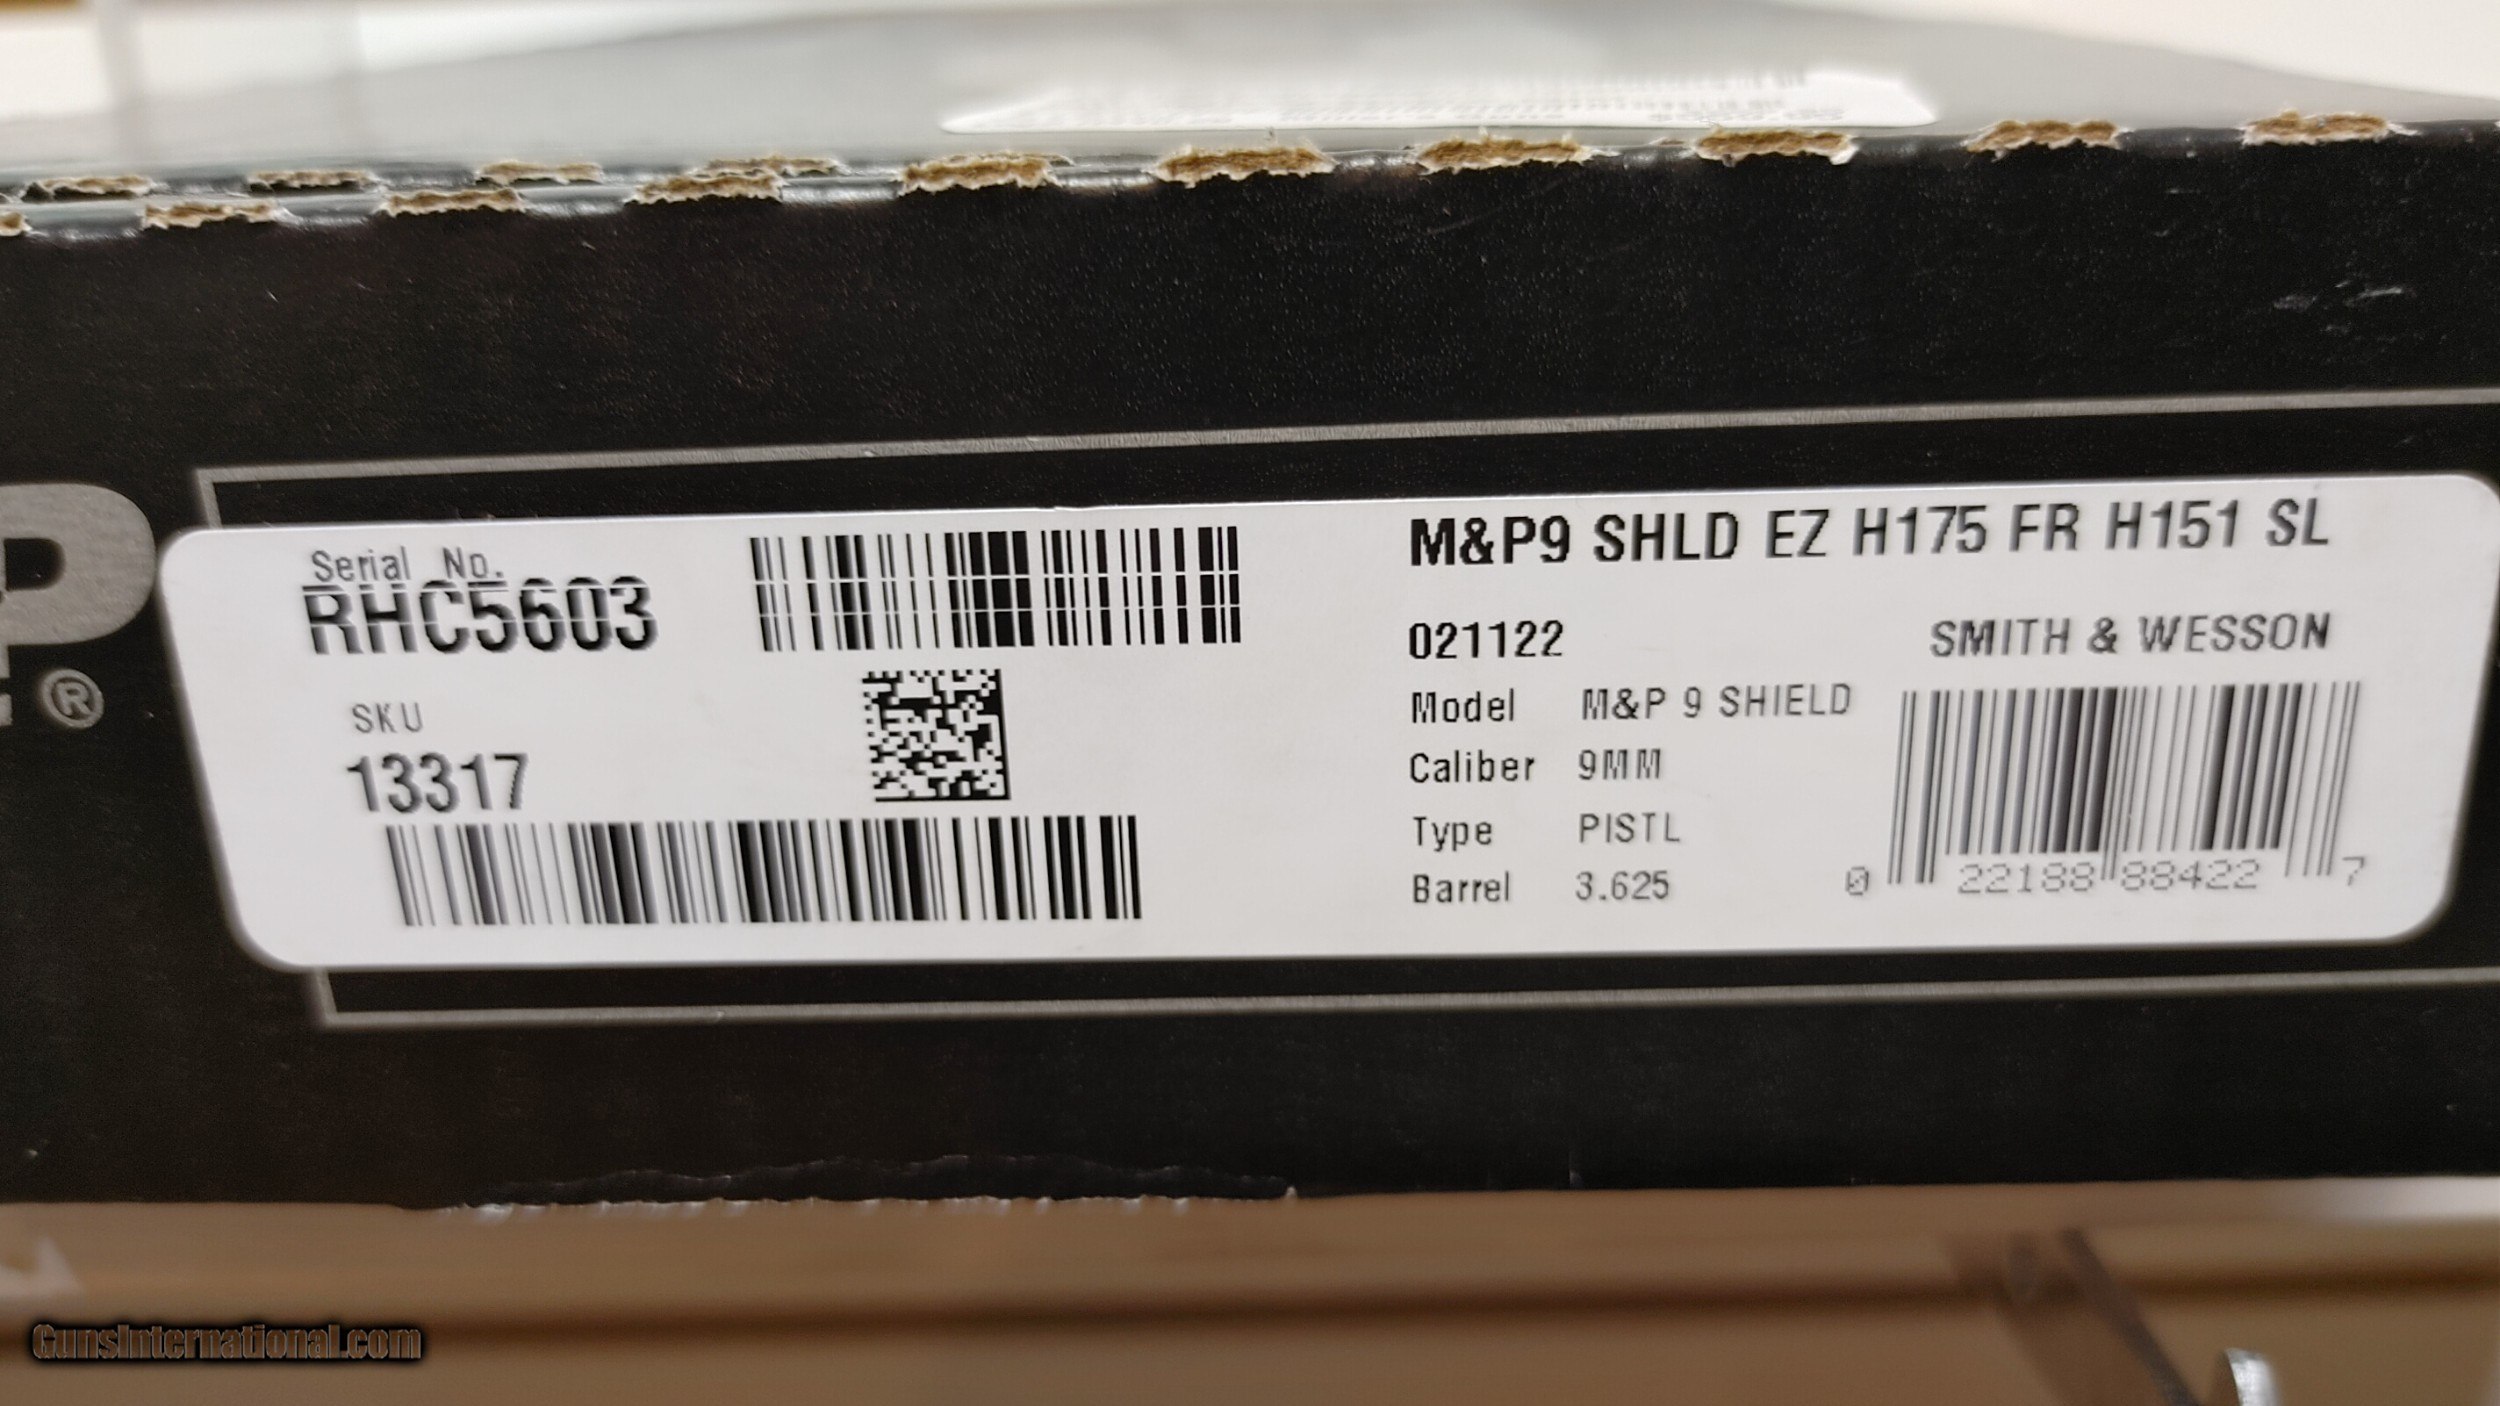 P
®
Serial No.
RHC5603
SKU
13317
M&P9 SHLD EZ H175 FR H151 SL
021122
SMITH & WESSON
Model M&P 9 SHIELD
Caliber 9MM
Type PISTL
Barrel 3.625
0 22188 88422 7
GunsInternational.com